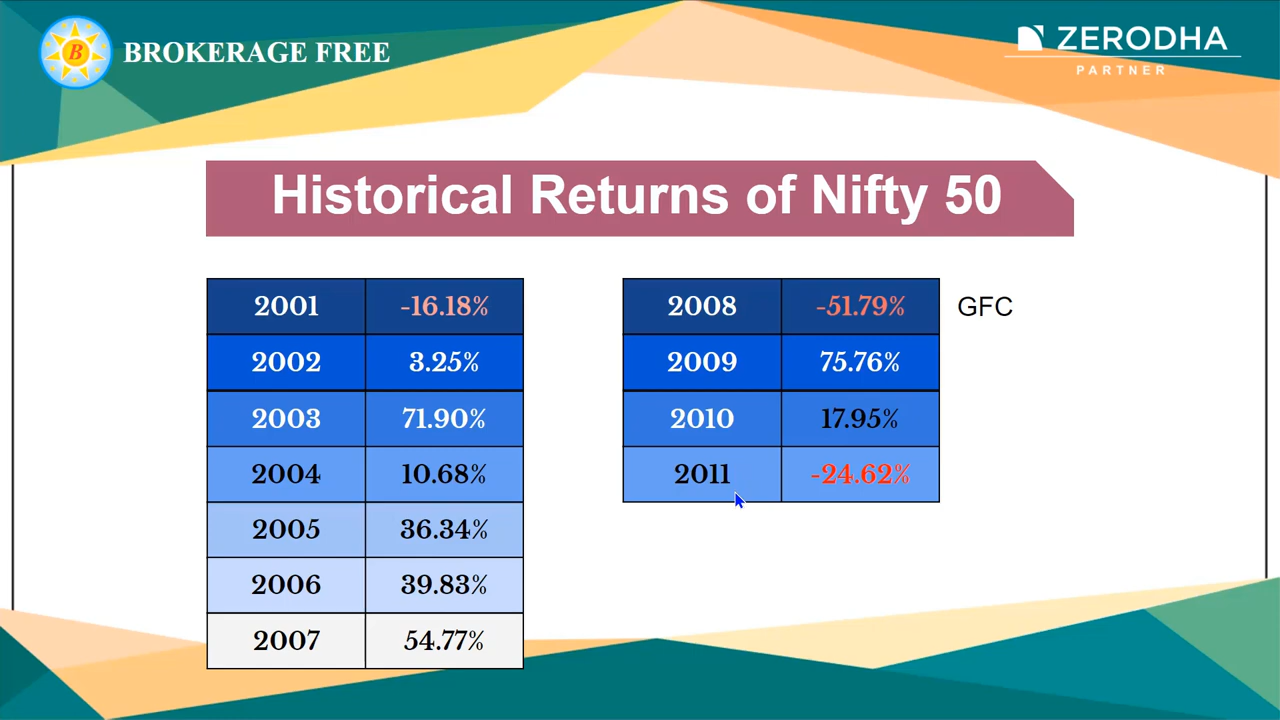 B BROKERAGE FREE
ZERODHA
PARTNER
Historical Returns of Nifty 50
2001 -16.18%
2002 3.25%
2003 71.90%
2004 10.68%
2005 36.34%
2006 39.83%
2007 54.77%
2008 -51.79% GFC
2009 75.76%
2010 17.95%
2011 -24.62%